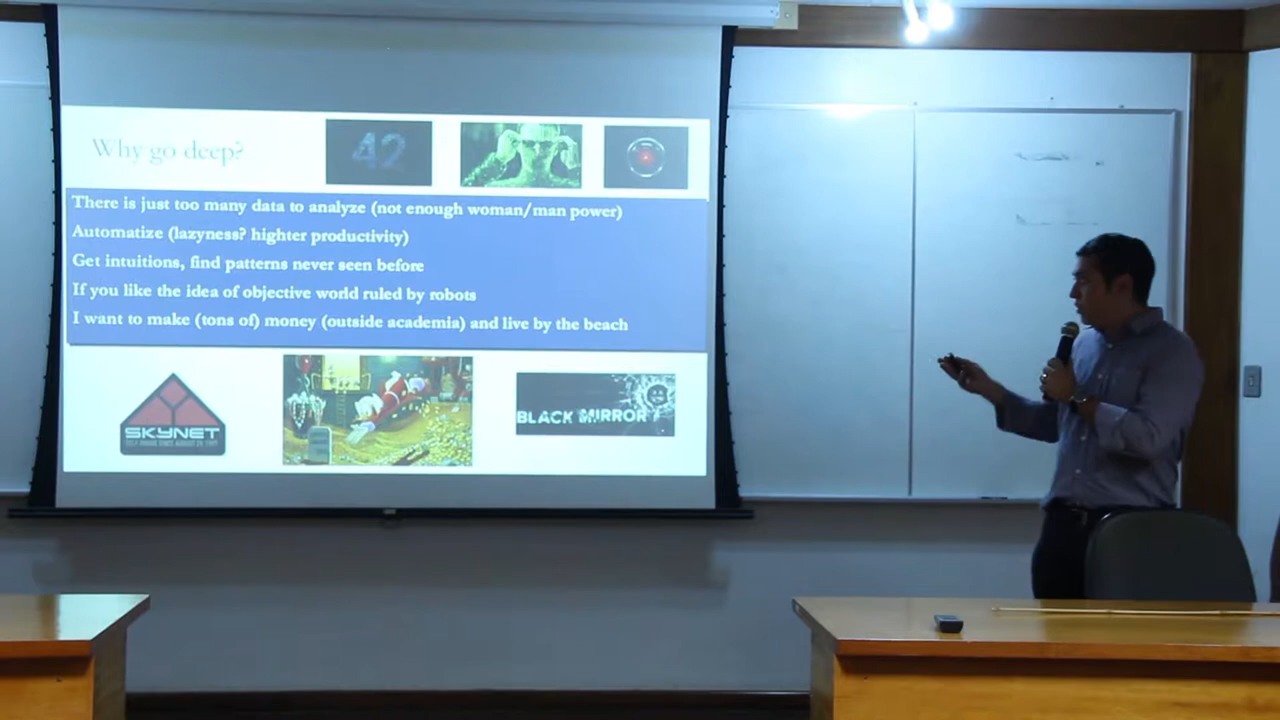 Why go deep?
42
There is just too many data to analyze (not enough woman/man power)
Automatize (lazyness? highter productivity)
Get intuitions, find patterns never seen before
If you like the idea of objective world ruled by robots
I want to make (tons of) money (outside academia) and live by the beach
SKYNET
BLACK MIRROR